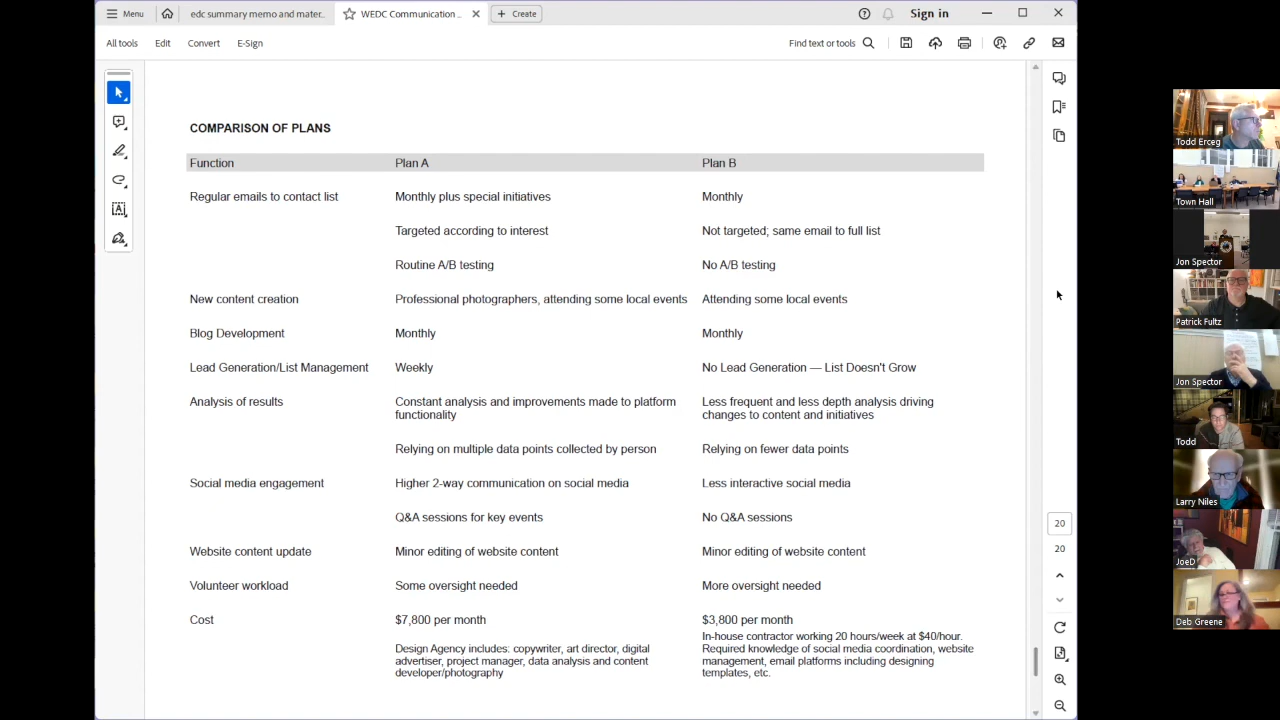 Menu
edc summary memo and mater...
WEDC Communication ...
Create
Sign in
All tools
Edit
Convert
E-Sign
Find text or tools
COMPARISON OF PLANS
Function Plan A Plan B
Regular emails to contact list Monthly plus special initiatives Monthly
Targeted according to interest Not targeted; same email to full list
Routine A/B testing No A/B testing
New content creation Professional photographers, attending some local events Attending some local events
Blog Development Monthly Monthly
Lead Generation/List Management Weekly No Lead Generation — List Doesn't Grow
Analysis of results Constant analysis and improvements made to platform Less frequent and less depth analysis driving
functionality changes to content and initiatives
Relying on multiple data points collected by person Relying on fewer data points
Social media engagement Higher 2-way communication on social media Less interactive social media
Q&A sessions for key events No Q&A sessions
Website content update Minor editing of website content Minor editing of website content
Volunteer workload Some oversight needed More oversight needed
Cost $7,800 per month $3,800 per month
In-house contractor working 20 hours/week at $40/hour.
Design Agency includes: copywriter, art director, digital Required knowledge of social media coordination, website
advertiser, project manager, data analysis and content management, email platforms including designing
developer/photography templates, etc.
20
20
Todd Erceg
Town Hall
Jon Spector
Patrick Fultz
Jon Spector
Todd
Larry Niles
JoeD
Deb Greene